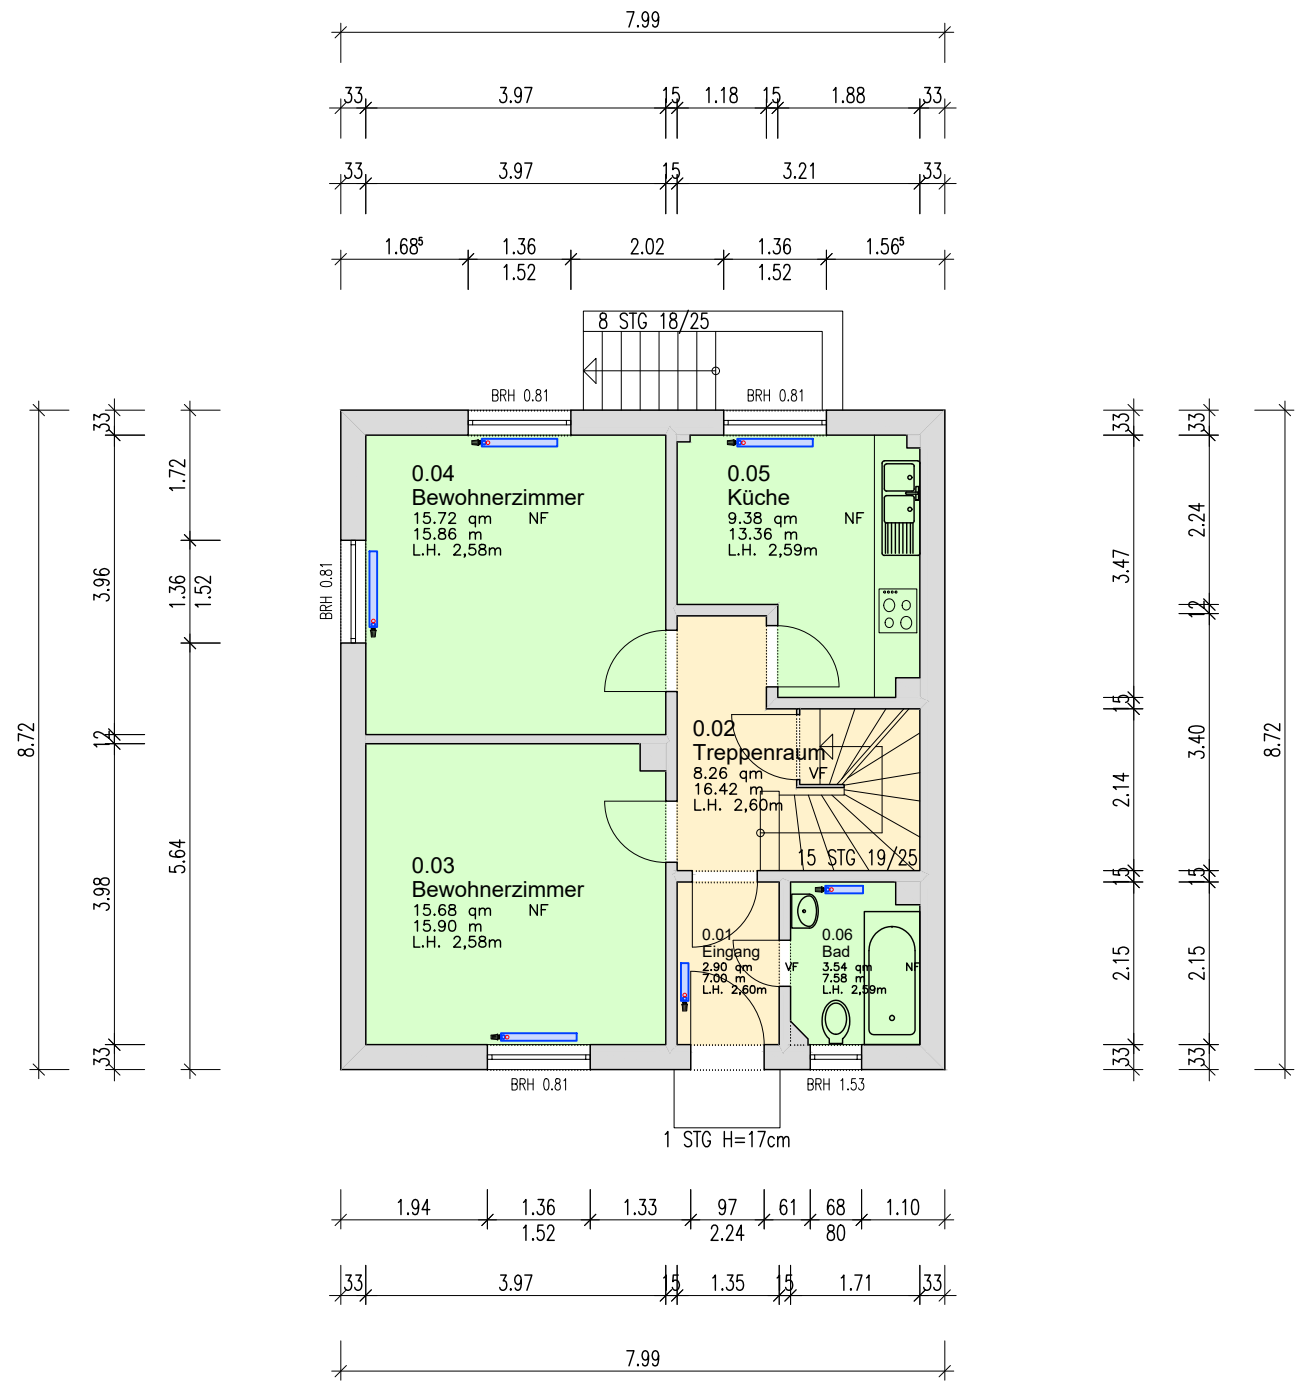 7.99
33 3.97 15 1.18 15 1.88 33
33 3.97 15 3.21 33
1.68⁵ 1.36 2.02 1.36 1.56⁵
1.52 1.52
8 STG 18/25
BRH 0.81 BRH 0.81
0.04
Bewohnerzimmer
15.72 qm NF
15.86 m
L.H. 2,58m
0.05
Küche
9.38 qm NF
13.36 m
L.H. 2,59m
BRH 0.81
0.02
Treppenraum
8.26 qm VF
16.42 m
L.H. 2,60m
15 STG 19/25
0.03
Bewohnerzimmer
15.68 qm NF
15.90 m
L.H. 2,58m
0.01
Eingang
2.90 qm VF
7.00 m
L.H. 2,60m
0.06
Bad
3.54 qm NF
7.58 m
L.H. 2,59m
BRH 0.81
BRH 1.53
1 STG H=17cm
8.72
33 3.96 12 3.98 33
1.72 1.36 5.64
1.52
33 3.47 15 2.14 15 2.15 33
33 2.24 12 3.40 15 2.15 33
8.72
1.94 1.36 1.33 97 61 68 1.10
1.52 2.24 80
33 3.97 15 1.35 15 1.71 33
7.99